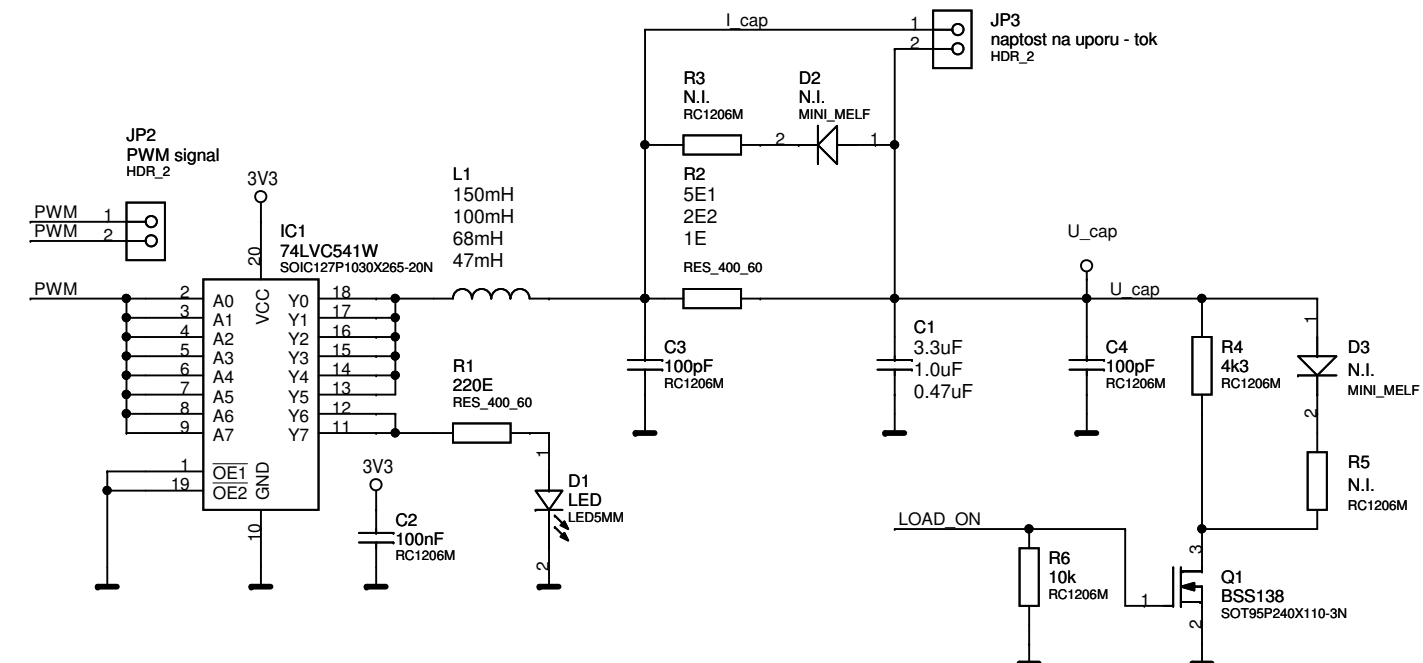 I_cap
1
2
JP3
naptost na uporu - tok
HDR_2
R3
N.I.
RC1206M
D2
N.I.
MINI_MELF
2
1
JP2
PWM signal
HDR_2
PWM 1
PWM 2
3V3
L1
150mH
100mH
68mH
47mH
R2
5E1
2E2
1E
RES_400_60
IC1
74LVC541W
SOIC127P1030X265-20N
20
U_cap
U_cap
PWM
2 A0 VCC Y0 18
3 A1 Y1 17
4 A2 Y2 16
5 A3 Y3 15
6 A4 Y4 14
7 A5 Y5 13
8 A6 Y6 12
9 A7 Y7 11
1 OE1
19 OE2
GND
10
R1
220E
RES_400_60
C3
100pF
RC1206M
C1
3.3uF
1.0uF
0.47uF
C4
100pF
RC1206M
R4
4k3
RC1206M
1
D3
N.I.
MINI_MELF
2
3V3
C2
100nF
RC1206M
1
D1
LED
LED5MM
2
R5
N.I.
RC1206M
LOAD_ON
R6
10k
RC1206M
3
1
2
Q1
BSS138
SOT95P240X110-3N